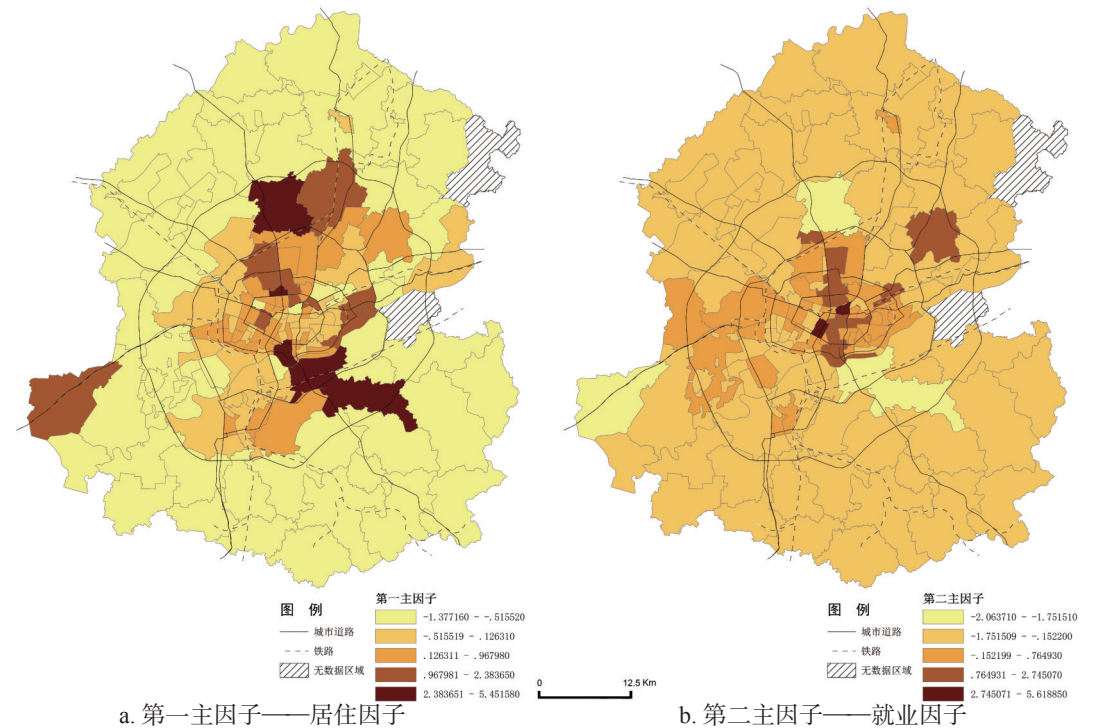 图 例
城市道路
铁路
无数据区域
第一主因子
-1.377160 - -.515520
-.515519 - .126310
.126311 - .967980
.967981 - 2.383650
2.383651 - 5.451580
0
12.5 Km
图 例
城市道路
铁路
无数据区域
第二主因子
-2.063710 - -1.751510
-1.751509 - -.152200
-.152199 - .764930
.764931 - 2.745070
2.745071 - 5.618850
a. 第一主因子——居住因子
b. 第二主因子——就业因子